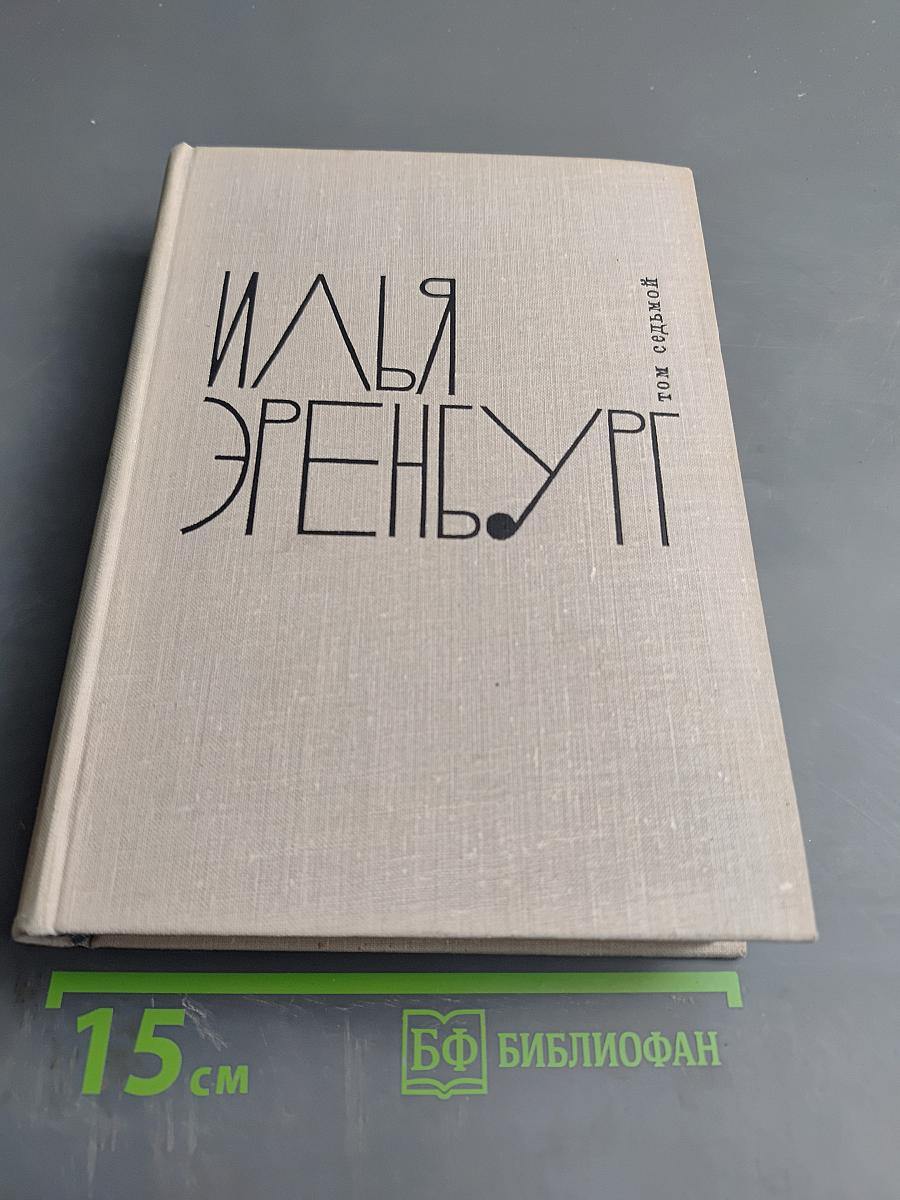 ИЛЬЯ
ЭРЕНБУРГ
том седьмой
15 см
БФ БИБЛИОФАН